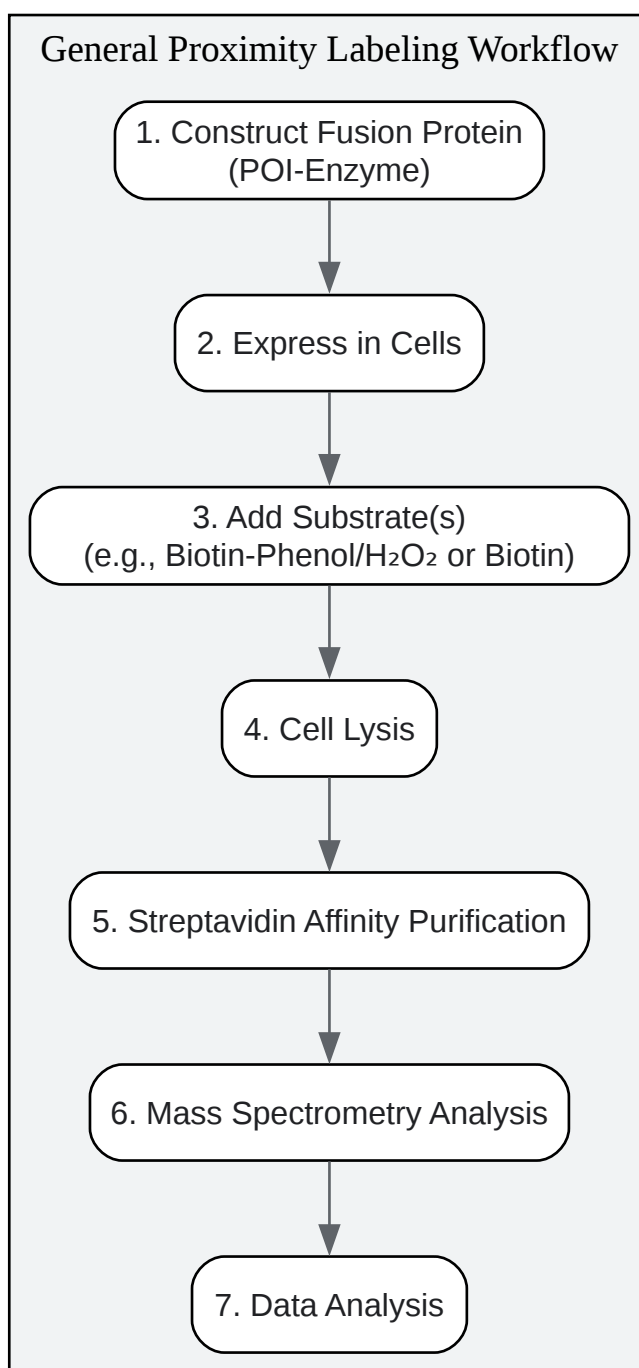 General Proximity Labeling Workflow
1. Construct Fusion Protein
(POI-Enzyme)
2. Express in Cells
3. Add Substrate(s)
(e.g., Biotin-Phenol/H₂O₂ or Biotin)
4. Cell Lysis
5. Streptavidin Affinity Purification
6. Mass Spectrometry Analysis
7. Data Analysis